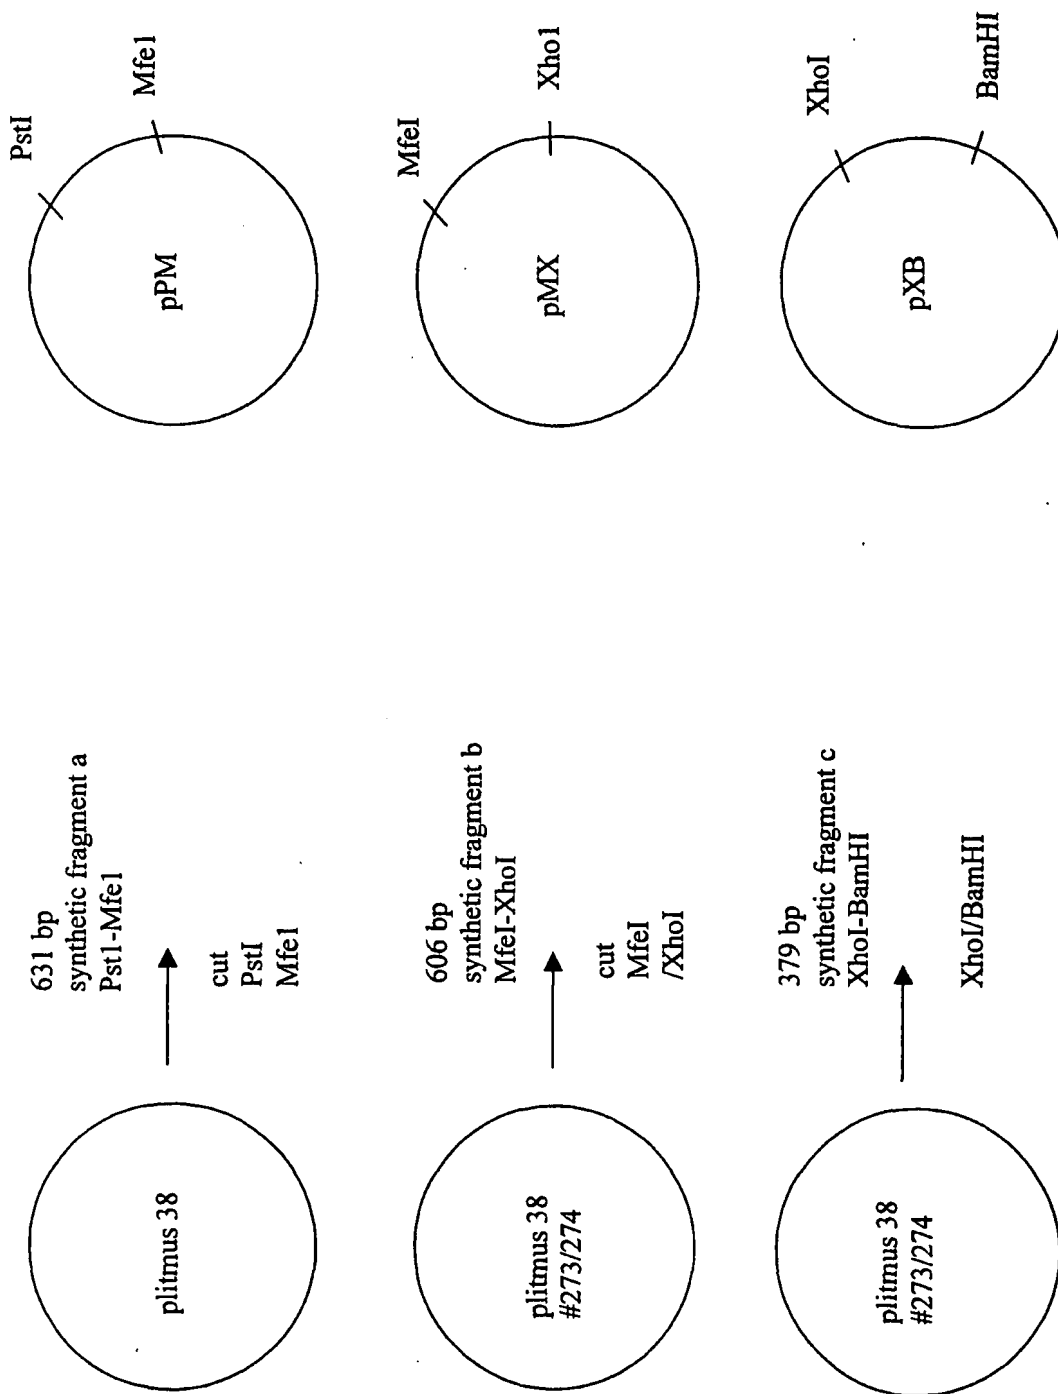 plitmus 38
631 bp
synthetic fragment a
Pst1-Mfe1
cut
PstI
Mfe1
PstI
Mfe1
pPM
plitmus 38
#273/274
606 bp
synthetic fragment b
MfeI-XhoI
cut
MfeI
/XhoI
MfeI
Xho1
pMX
plitmus 38
#273/274
379 bp
synthetic fragment c
XhoI-BamHI
XhoI/BamHI
XhoI
BamHI
pXB